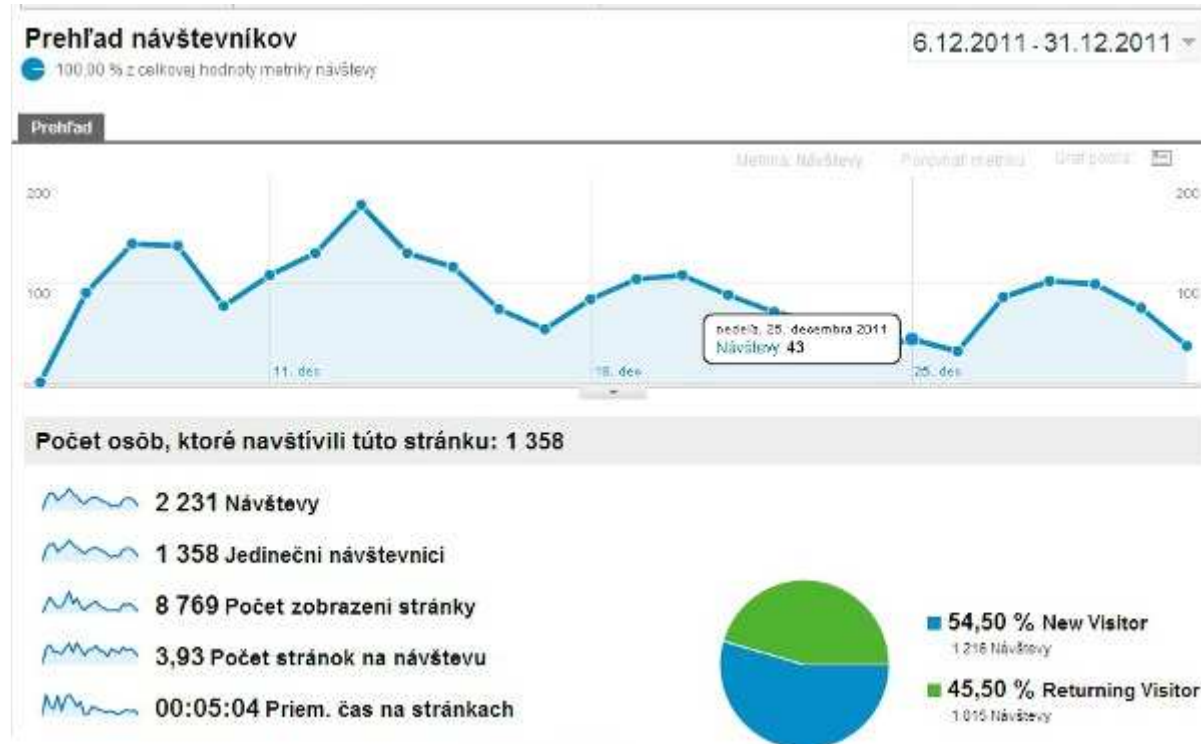 Prehľad návštevníkov
6.12.2011 - 31.12.2011
100,00 % z celkovej hodnoty metriky návštevy
Prehľad
Metrika: Návštevy Porovnať metriku Graf podľa:
200 200
100 100
nedeľa, 25. decembra 2011
Návštevy: 43
11. dec 18. dec 25. dec
Počet osôb, ktoré navštívili túto stránku: 1 358
2 231 Návštevy
1 358 Jedineční návštevníci
8 769 Počet zobrazení stránky
3,93 Počet stránok na návštevu
00:05:04 Priem. čas na stránkach
54,50 % New Visitor
1 216 Návštevy
45,50 % Returning Visitor
1 015 Návštevy